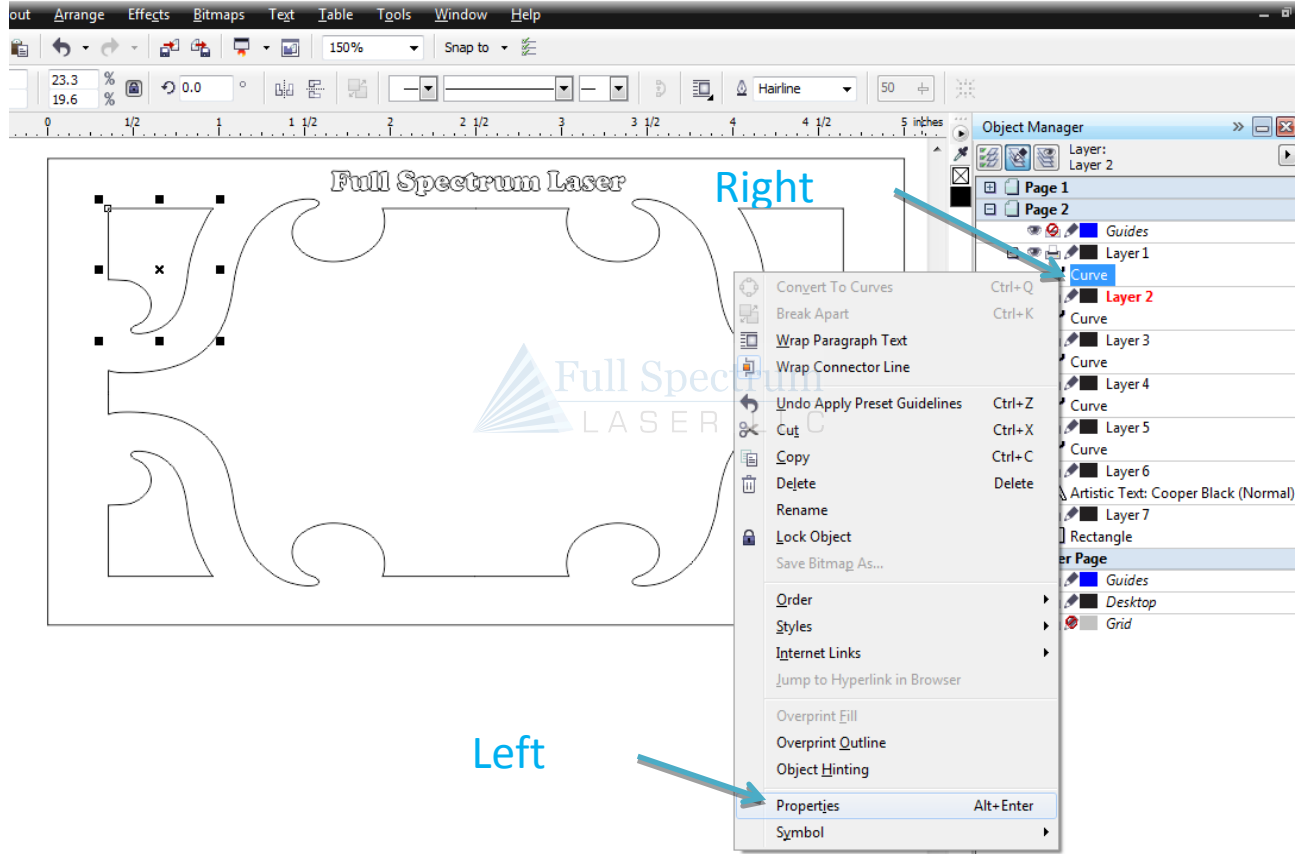 out Arrange Effects Bitmaps Text Table Tools Window Help
150% Snap to
23.3 %
19.6 %
0.0 °
Hairline
50
0 1/2 1 1 1/2 2 2 1/2 3 3 1/2 4 4 1/2 5 inches
Object Manager
Layer:
Layer 2
Full Spectrum Laser
Right
Left
Full Spectrum
LASER LLC
Page 1
Page 2
Guides
Layer 1
Curve
Layer 2
Curve
Layer 3
Curve
Layer 4
Curve
Layer 5
Curve
Layer 6
Artistic Text: Cooper Black (Normal)
Layer 7
Rectangle
er Page
Guides
Desktop
Grid
Convert To Curves Ctrl+Q
Break Apart Ctrl+K
Wrap Paragraph Text
Wrap Connector Line
Undo Apply Preset Guidelines Ctrl+Z
Cut Ctrl+X
Copy Ctrl+C
Delete Delete
Rename
Lock Object
Save Bitmap As...
Order
Styles
Internet Links
Jump to Hyperlink in Browser
Overprint Fill
Overprint Outline
Object Hinting
Properties Alt+Enter
Symbol